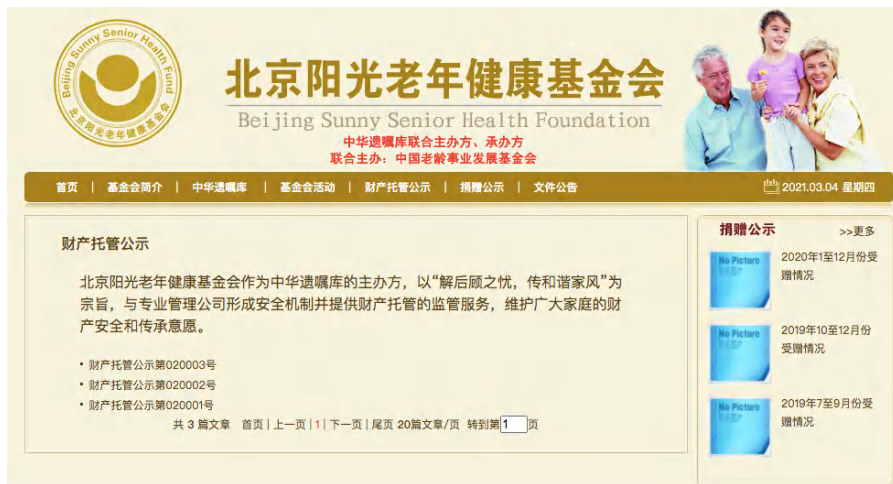 Beijing Sunny Senior Health Fund
北京阳光老年健康基金会
北京阳光老年健康基金会
Beijing Sunny Senior Health Foundation
中华遗嘱库联合主办方、承办方
联合主办：中国老龄事业发展基金会
首页 | 基金会简介 | 中华遗嘱库 | 基金会活动 | 财产托管公示 | 捐赠公示 | 文件公告
2021.03.04 星期四
财产托管公示
北京阳光老年健康基金会作为中华遗嘱库的主办方，以“解后顾之忧，传和谐家风”为
宗旨，与专业管理公司形成安全机制并提供财产托管的监管服务，维护广大家庭的财
产安全和传承意愿。
• 财产托管公示第020003号
• 财产托管公示第020002号
• 财产托管公示第020001号
共 3 篇文章 首页 | 上一页 | 1 | 下一页 | 尾页 20篇文章/页 转到第 1 页
捐赠公示 >>更多
No Picture
2020年1至12月份受
赠情况
No Picture
2019年10至12月份
受赠情况
No Picture
2019年7至9月份受
赠情况